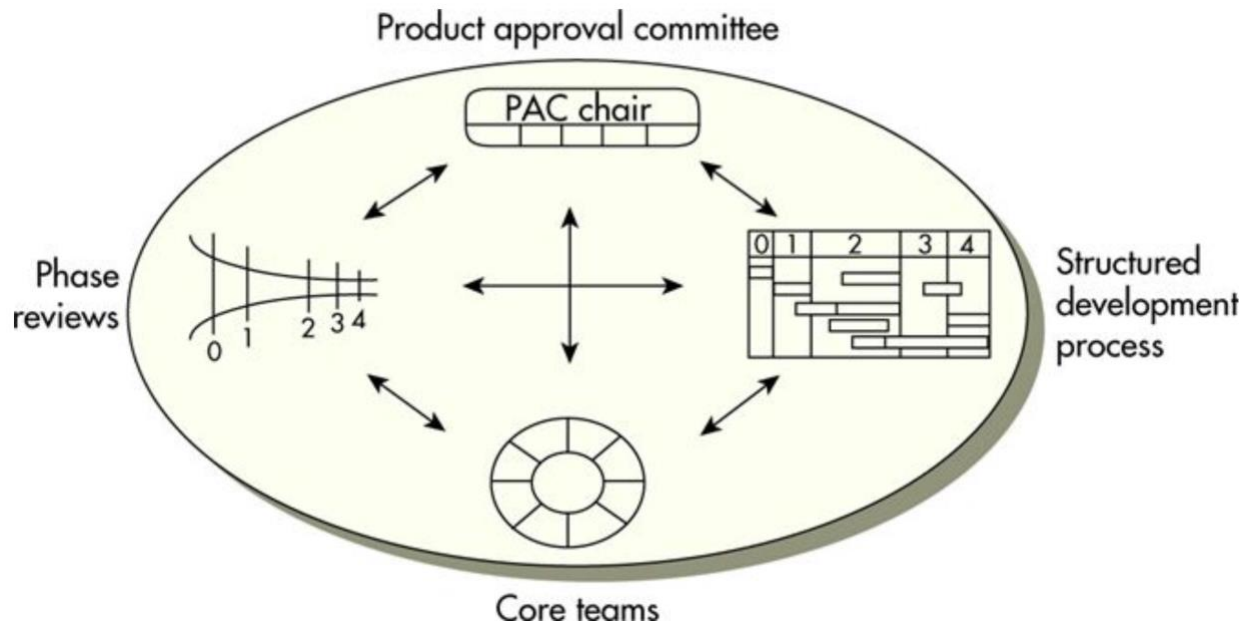 Product approval committee
PAC chair
Phase
reviews
0
1
2
3
4
0 1 2 3 4
Structured
development
process
Core teams